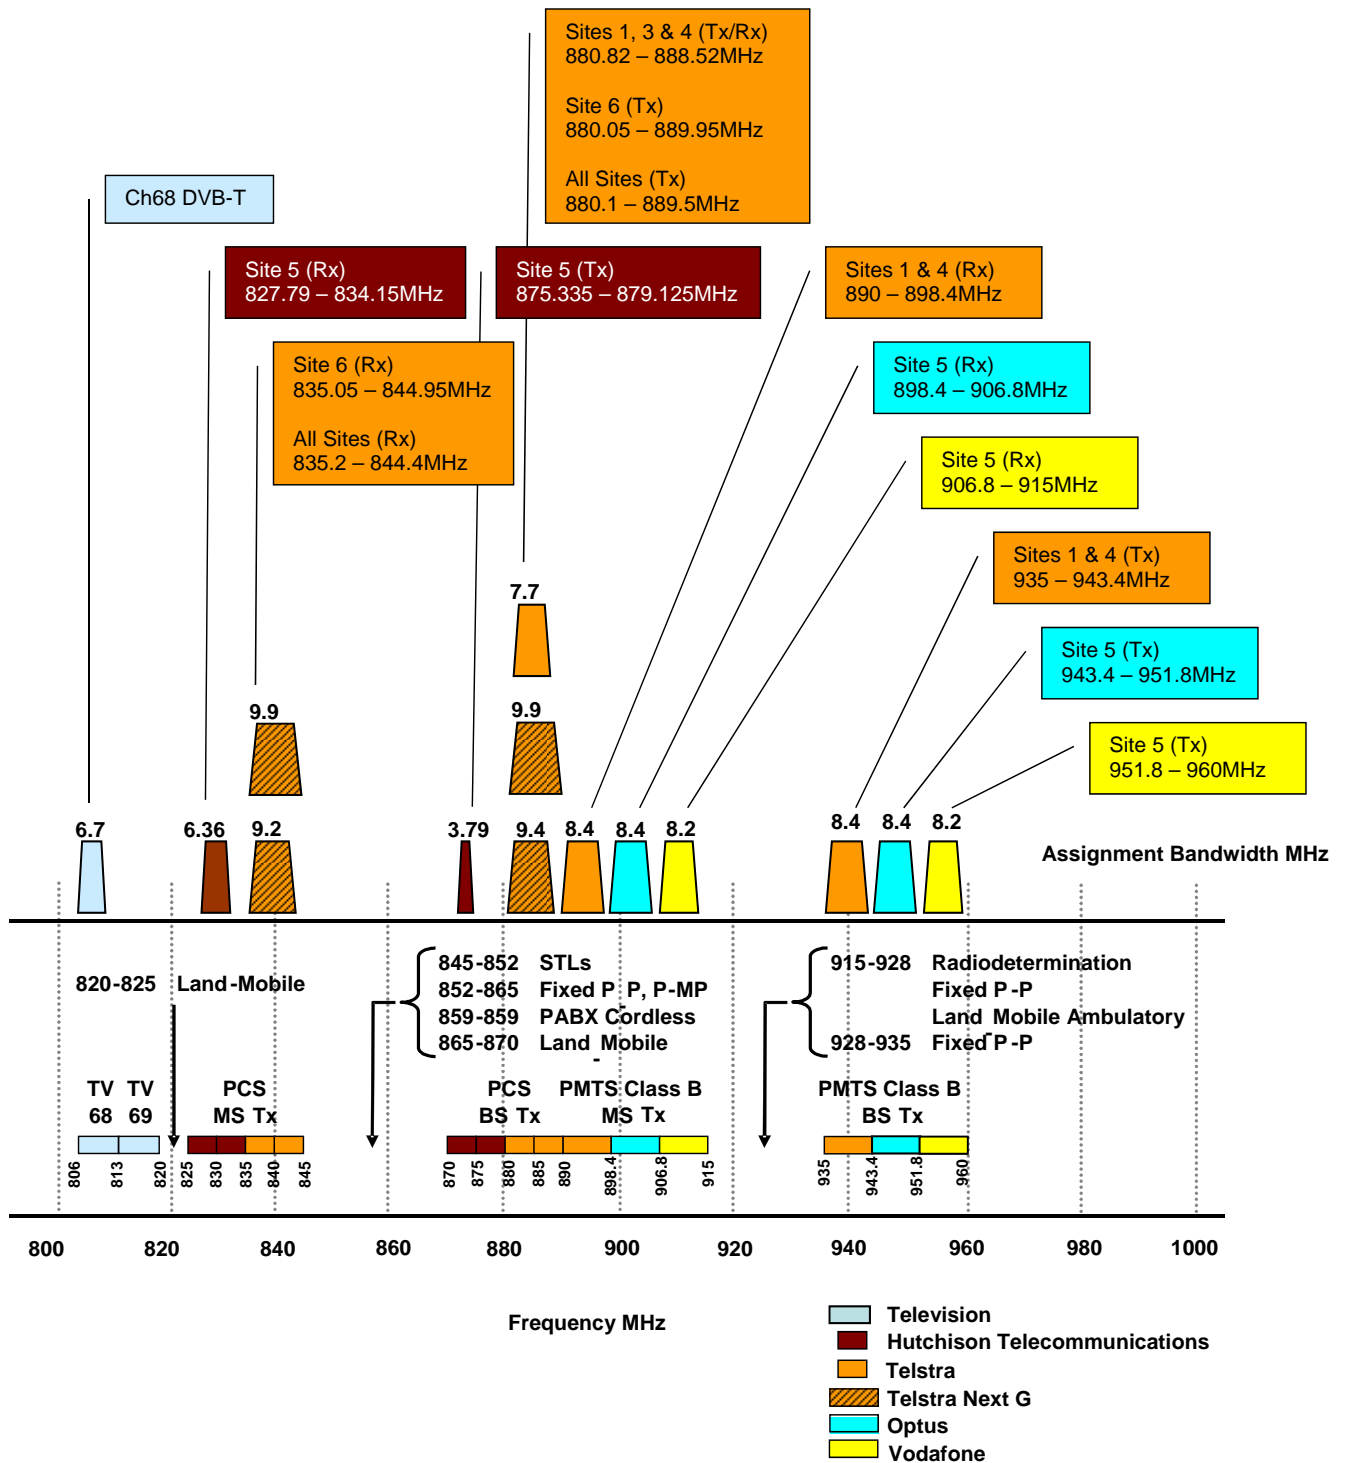 Sites 1, 3 & 4 (Tx/Rx)
880.82 – 888.52MHz
Site 6 (Tx)
880.05 – 889.95MHz
All Sites (Tx)
880.1 – 889.5MHz
Ch68 DVB-T
Site 5 (Rx)
827.79 – 834.15MHz
Site 5 (Tx)
875.335 – 879.125MHz
Sites 1 & 4 (Rx)
890 – 898.4MHz
Site 6 (Rx)
835.05 – 844.95MHz
All Sites (Rx)
835.2 – 844.4MHz
Site 5 (Rx)
898.4 – 906.8MHz
Site 5 (Rx)
906.8 – 915MHz
Sites 1 & 4 (Tx)
935 – 943.4MHz
Site 5 (Tx)
943.4 – 951.8MHz
Site 5 (Tx)
951.8 – 960MHz
7.7
9.9
9.9
6.7
6.36
9.2
3.79
9.4
8.4
8.4
8.2
8.4
8.4
8.2
Assignment Bandwidth MHz
820-825 Land-Mobile
845-852 STLs
852-865 Fixed P_P, P-MP
859-859 PABX Cordless
865-870 Land_Mobile
915-928 Radiodetermination
Fixed P-P
Land_Mobile Ambulatory
928-935 Fixed P-P
TV 68
TV 69
PCS
MS Tx
PCS
BS Tx
PMTS Class B
MS Tx
PMTS Class B
BS Tx
806
813
820
825
830
835
840
845
870
875
880
885
890
898.4
906.8
915
935
943.4
951.8
960
800
820
840
860
880
900
920
940
960
980
1000
Frequency MHz
Television
Hutchison Telecommunications
Telstra
Telstra Next G
Optus
Vodafone